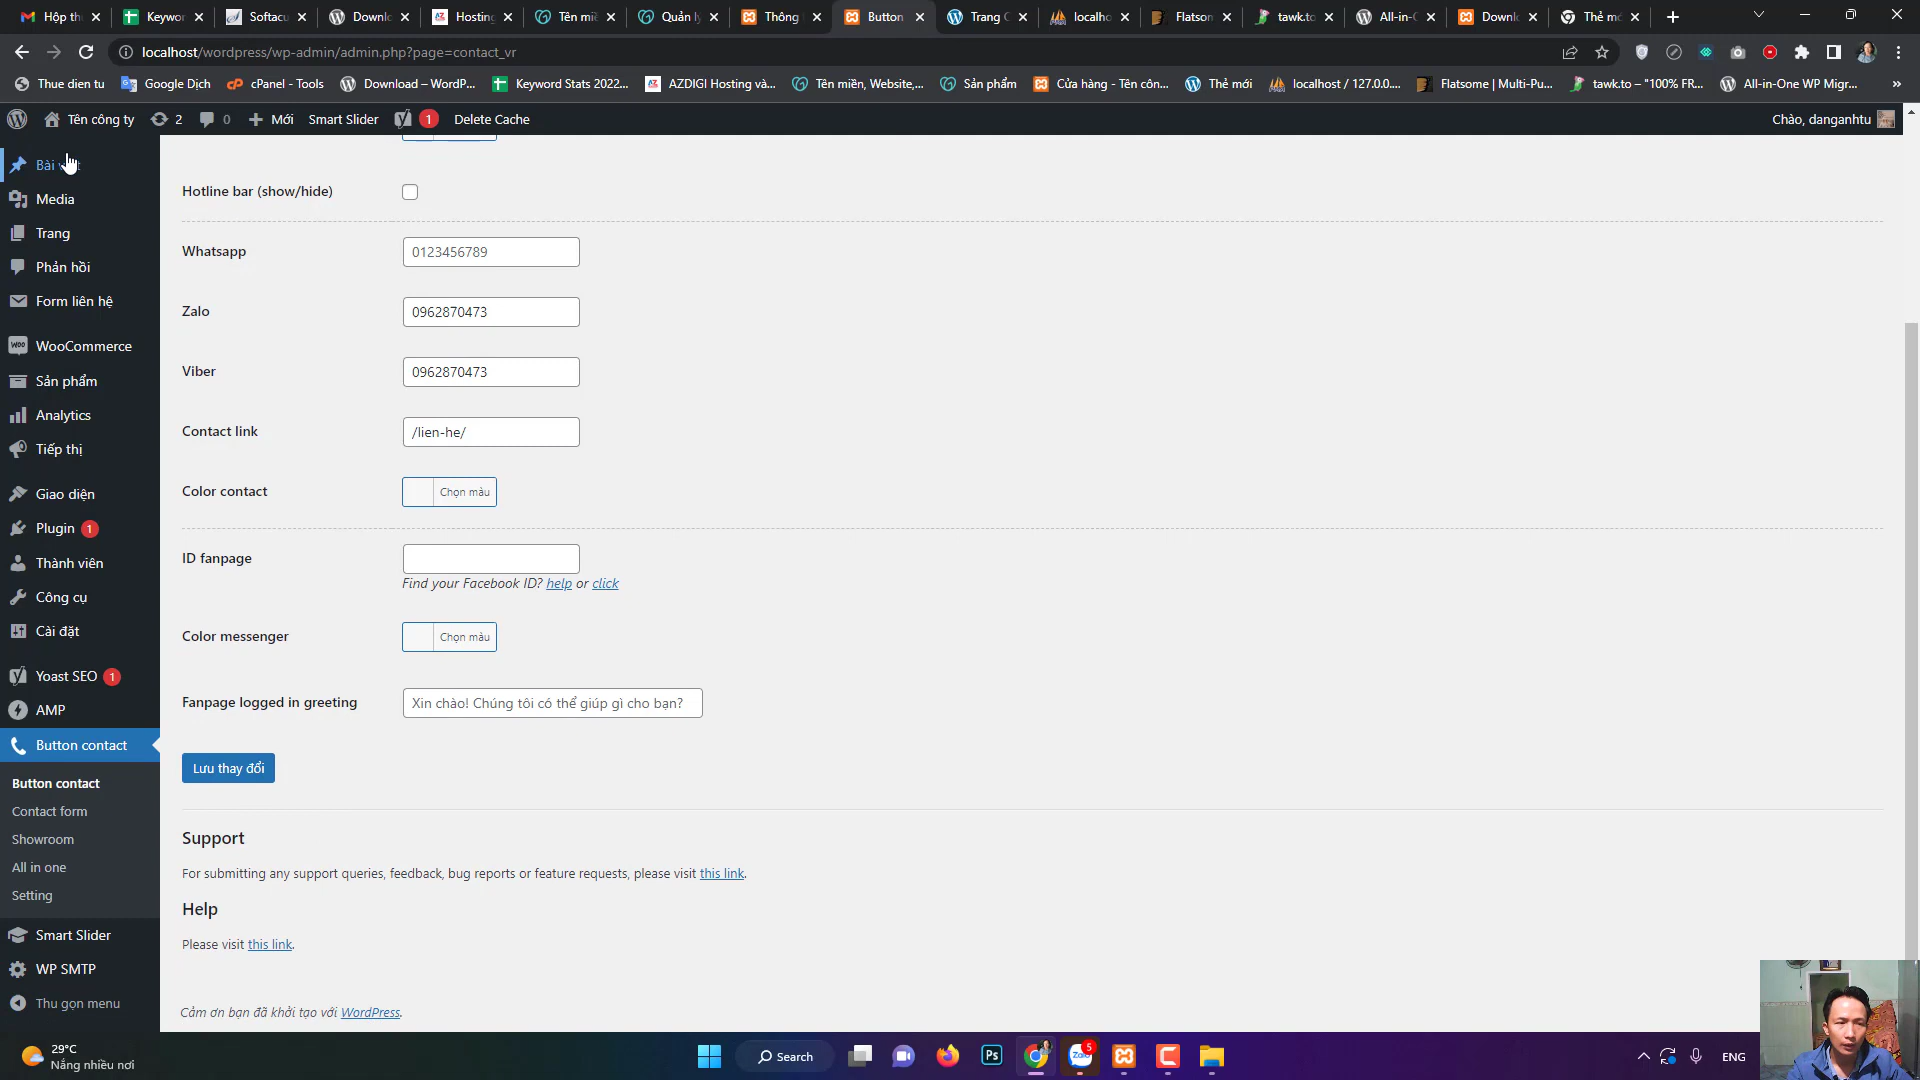 Hộp th
Keywor
Softacu
Downlo
Hosting
Tên miề
Quản lý
Thông
Button
Trang C
localho
Flatsom
tawk.to
All-in-O
Downlo
Thẻ mớ
localhost/wordpress/wp-admin/admin.php?page=contact_vr
Thue dien tu
Google Dịch
cPanel - Tools
Download – WordP...
Keyword Stats 2022...
AZDIGI Hosting và...
Tên miền, Website,...
Sản phẩm
Cửa hàng - Tên côn...
Thẻ mới
localhost / 127.0.0....
Flatsome | Multi-Pu...
tawk.to – "100% FR...
All-in-One WP Migr...
»
Tên công ty
2
0
Mới
Smart Slider
1
Delete Cache
Chào, danganhtu
Bài v
Media
Trang
Phản hồi
Form liên hệ
WooCommerce
Sản phẩm
Analytics
Tiếp thị
Giao diện
Plugin 1
Thành viên
Công cụ
Cài đặt
Yoast SEO 1
AMP
Button contact
Button contact
Contact form
Showroom
All in one
Setting
Smart Slider
WP SMTP
Thu gọn menu
Hotline bar (show/hide)
Whatsapp
0123456789
Zalo
0962870473
Viber
0962870473
Contact link
/lien-he/
Color contact
Chọn màu
ID fanpage
Find your Facebook ID? help or click
Color messenger
Chọn màu
Fanpage logged in greeting
Xin chào! Chúng tôi có thể giúp gì cho bạn?
Lưu thay đổi
Support
For submitting any support queries, feedback, bug reports or feature requests, please visit this link.
Help
Please visit this link.
Cảm ơn bạn đã khởi tạo với WordPress.
29°C
Nắng nhiều nơi
Search
Ps
Zalo
5
ENG